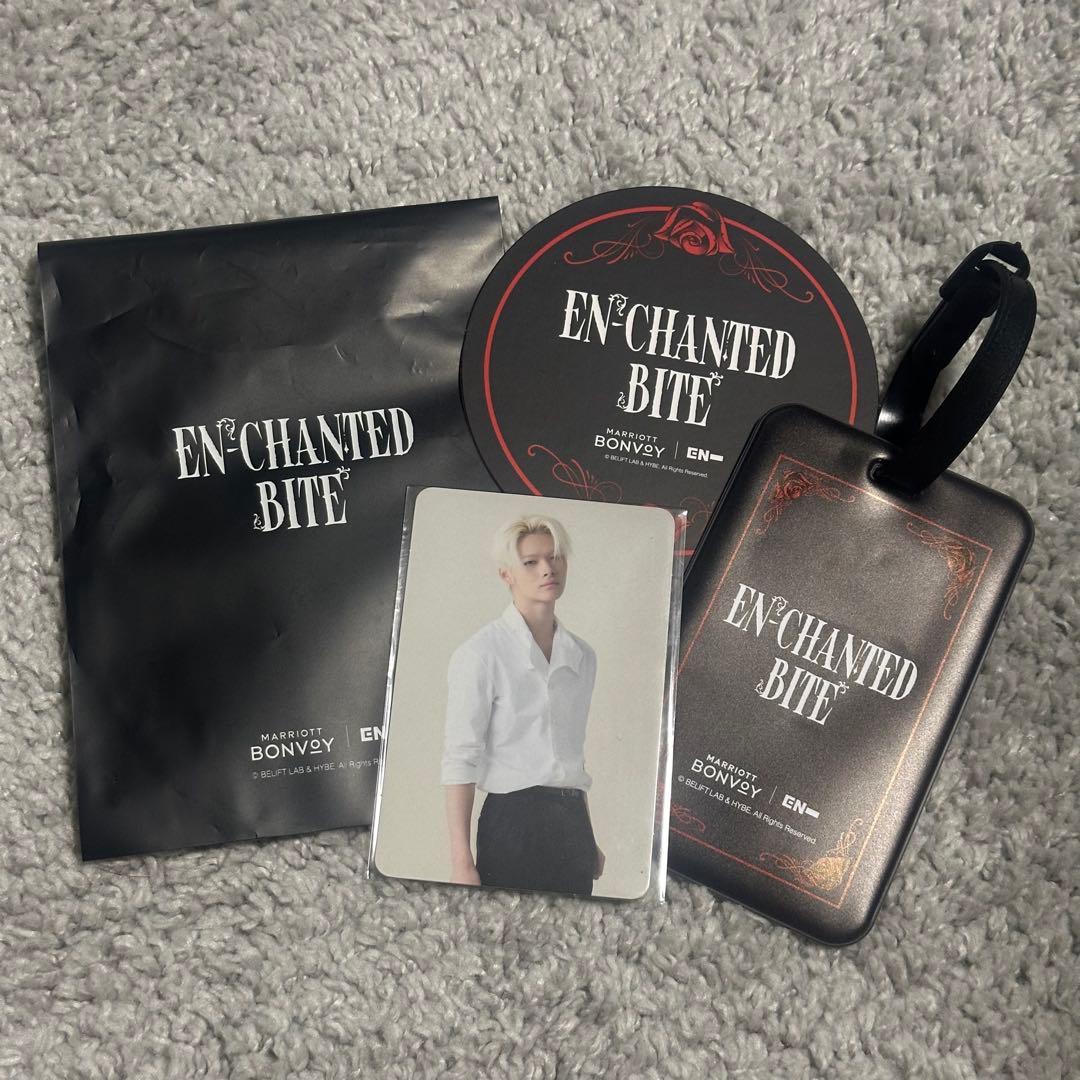 EN-CHANTED
BITE
MARRIOTT
BONVOY | EN-
© BELIFT LAB & HYBE. All Rights Reserved.
EN-CHANTED
BITE
MARRIOTT
BONVOY | EN
© BELIFT LAB & HYBE. All Rights R
EN-CHANTED
BITE
MARRIOTT
BONVOY | EN-
© BELIFT LAB & HYBE. All Rights Reserved.